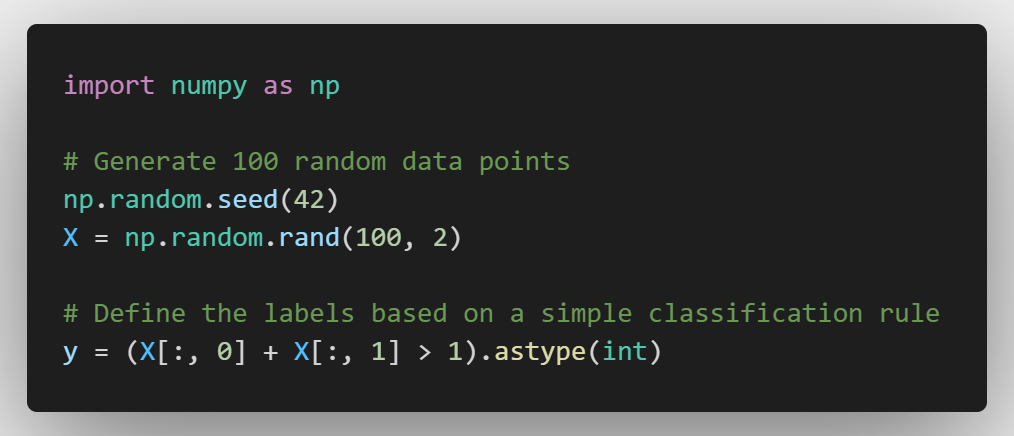 import numpy as np
# Generate 100 random data points
np.random.seed(42)
X = np.random.rand(100, 2)
# Define the labels based on a simple classification rule
y = (X[:, 0] + X[:, 1] > 1).astype(int)